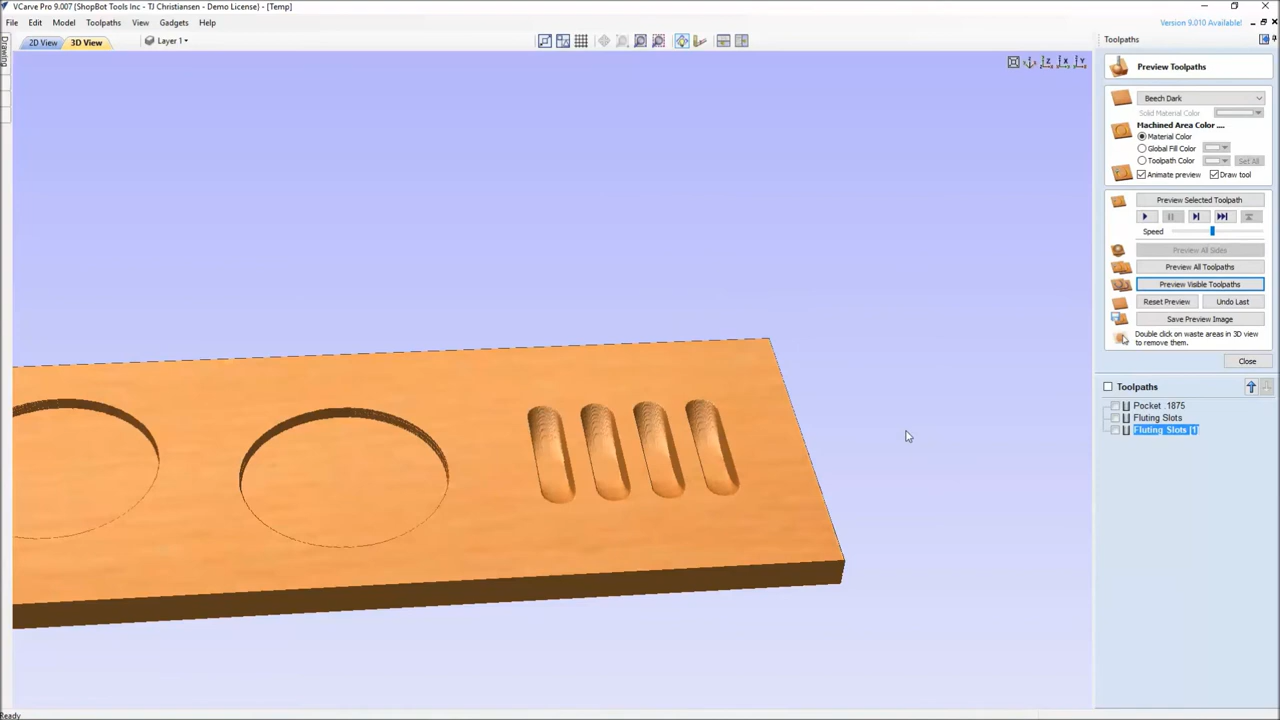 VCarve Pro 9.007 (ShopBot Tools Inc - TJ Christiansen - Demo License) - [Temp]
File Edit Model Toolpaths View Gadgets Help
Version 9.010 Available!
2D View 3D View Layer 1
Drawing
Toolpaths
Preview Toolpaths
Beech Dark
Solid Material Color
Machined Area Color ....
Material Color
Global Fill Color
Toolpath Color Set All
Animate preview Draw tool
Preview Selected Toolpath
Speed
Preview All Sides
Preview All Toolpaths
Preview Visible Toolpaths
Reset Preview Undo Last
Save Preview Image
Double click on waste areas in 3D view
to remove them.
Close
Toolpaths
Pocket .1875
Fluting Slots
Fluting Slots [1]
Ready